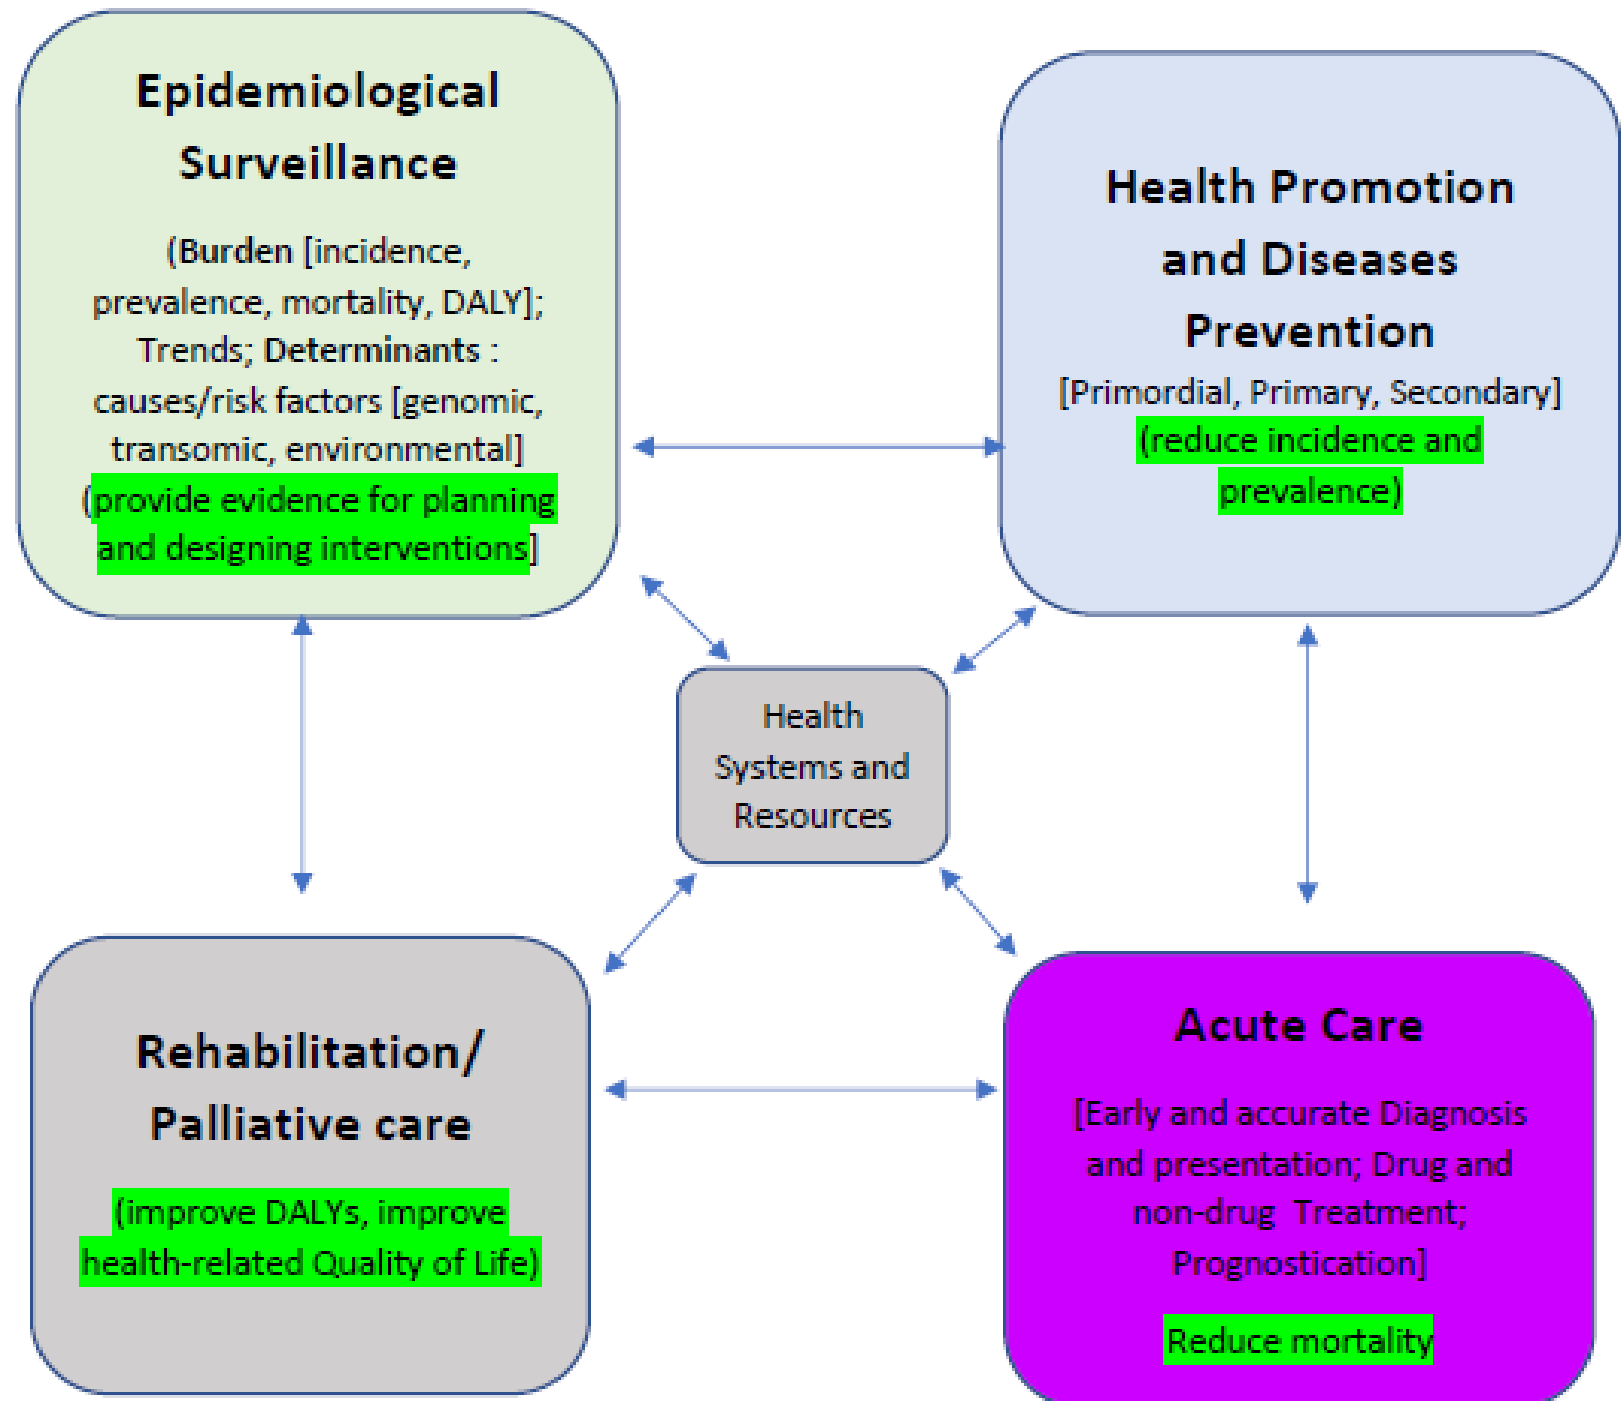 Epidemiological
Surveillance
(Burden [incidence,
prevalence, mortality, DALY];
Trends; Determinants :
causes/risk factors [genomic,
transomic, environmental]
(provide evidence for planning
and designing interventions]
Health Promotion
and Diseases
Prevention
[Primordial, Primary, Secondary]
(reduce incidence and
prevalence)
Health
Systems and
Resources
Rehabilitation/
Palliative care
(improve DALYs, improve
health-related Quality of Life)
Acute Care
[Early and accurate Diagnosis
and presentation; Drug and
non-drug Treatment;
Prognostication]
Reduce mortality